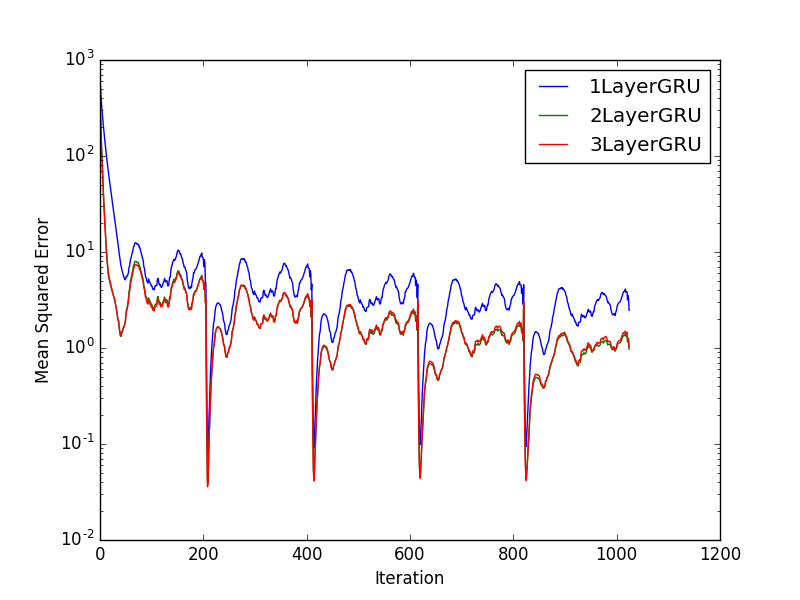 10^3
10^2
10^1
10^0
10^-1
10^-2
Mean Squared Error
1LayerGRU
2LayerGRU
3LayerGRU
0 200 400 600 800 1000 1200
Iteration